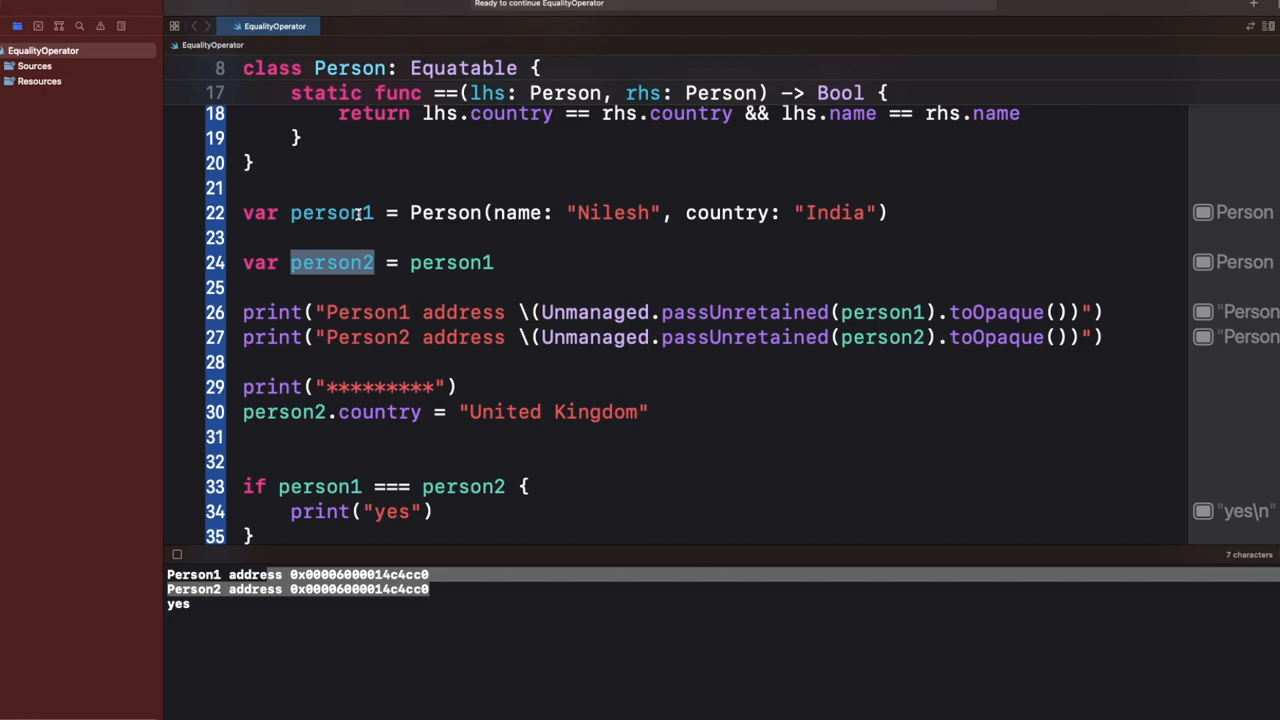 Ready to continue EqualityOperator
EqualityOperator
EqualityOperator
EqualityOperator
Sources
Resources
8 class Person: Equatable {
17 static func ==(lhs: Person, rhs: Person) -> Bool {
18 return lhs.country == rhs.country && lhs.name == rhs.name
19 }
20 }
21
22 var person1 = Person(name: "Nilesh", country: "India")
Person
23
24 var person2 = person1
Person
25
26 print("Person1 address \(Unmanaged.passUnretained(person1).toOpaque())")
"Person
27 print("Person2 address \(Unmanaged.passUnretained(person2).toOpaque())")
"Person
28
29 print("*********")
30 person2.country = "United Kingdom"
31
32
33 if person1 === person2 {
34 print("yes")
"yes\n"
35 }
7 characters
Person1 address 0x00006000014c4cc0
Person2 address 0x00006000014c4cc0
yes